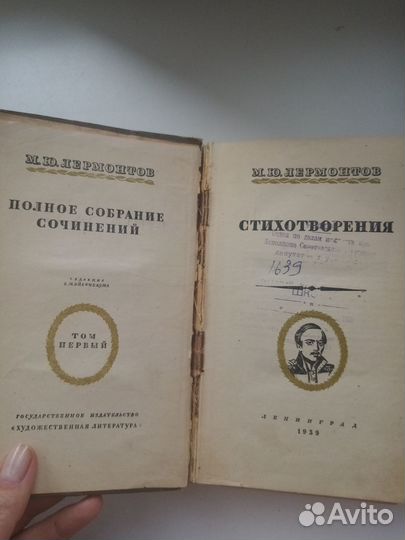 М. Ю. ЛЕРМОНТОВ
ПОЛНОЕ СОБРАНИЕ
СОЧИНЕНИЙ
ТОМ
ПЕРВЫЙ
ГОСУДАРСТВЕННОЕ ИЗДАТЕЛЬСТВО
«ХУДОЖЕСТВЕННАЯ ЛИТЕРАТУРА»
М. Ю. ЛЕРМОНТОВ
СТИХОТВОРЕНИЯ
1639
ЛЕНИНГРАД
1939
Avito